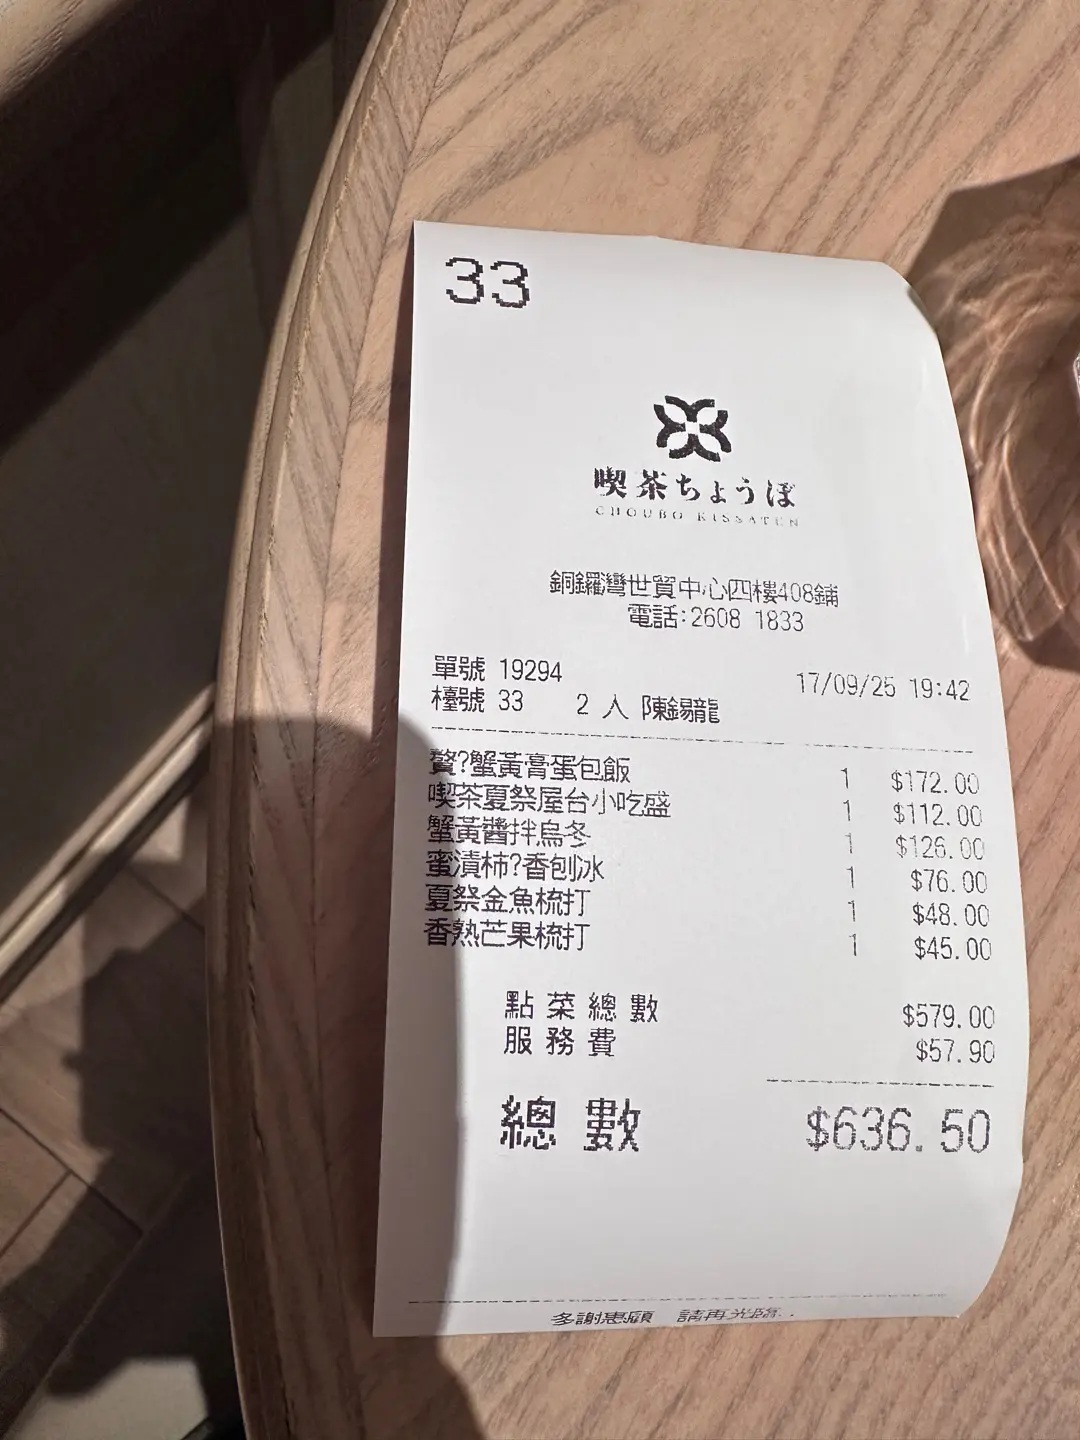 33
喫茶ちょうぼ
CHOUBO KISSATEN
銅鑼灣世貿中心四樓408鋪
電話:2608 1833
單號 19294 17/09/25 19:42
檯號 33 2 人 陳錫龍
贅?蟹黃膏蛋包飯 1 $172.00
喫茶夏祭屋台小吃盛 1 $112.00
蟹黃醬拌烏冬 1 $126.00
蜜漬柿?香刨冰 1 $76.00
夏祭金魚梳打 1 $48.00
香熟芒果梳打 1 $45.00
點菜總數 $579.00
服務費 $57.90
總數 $636.50
多謝惠顧 請再光臨..